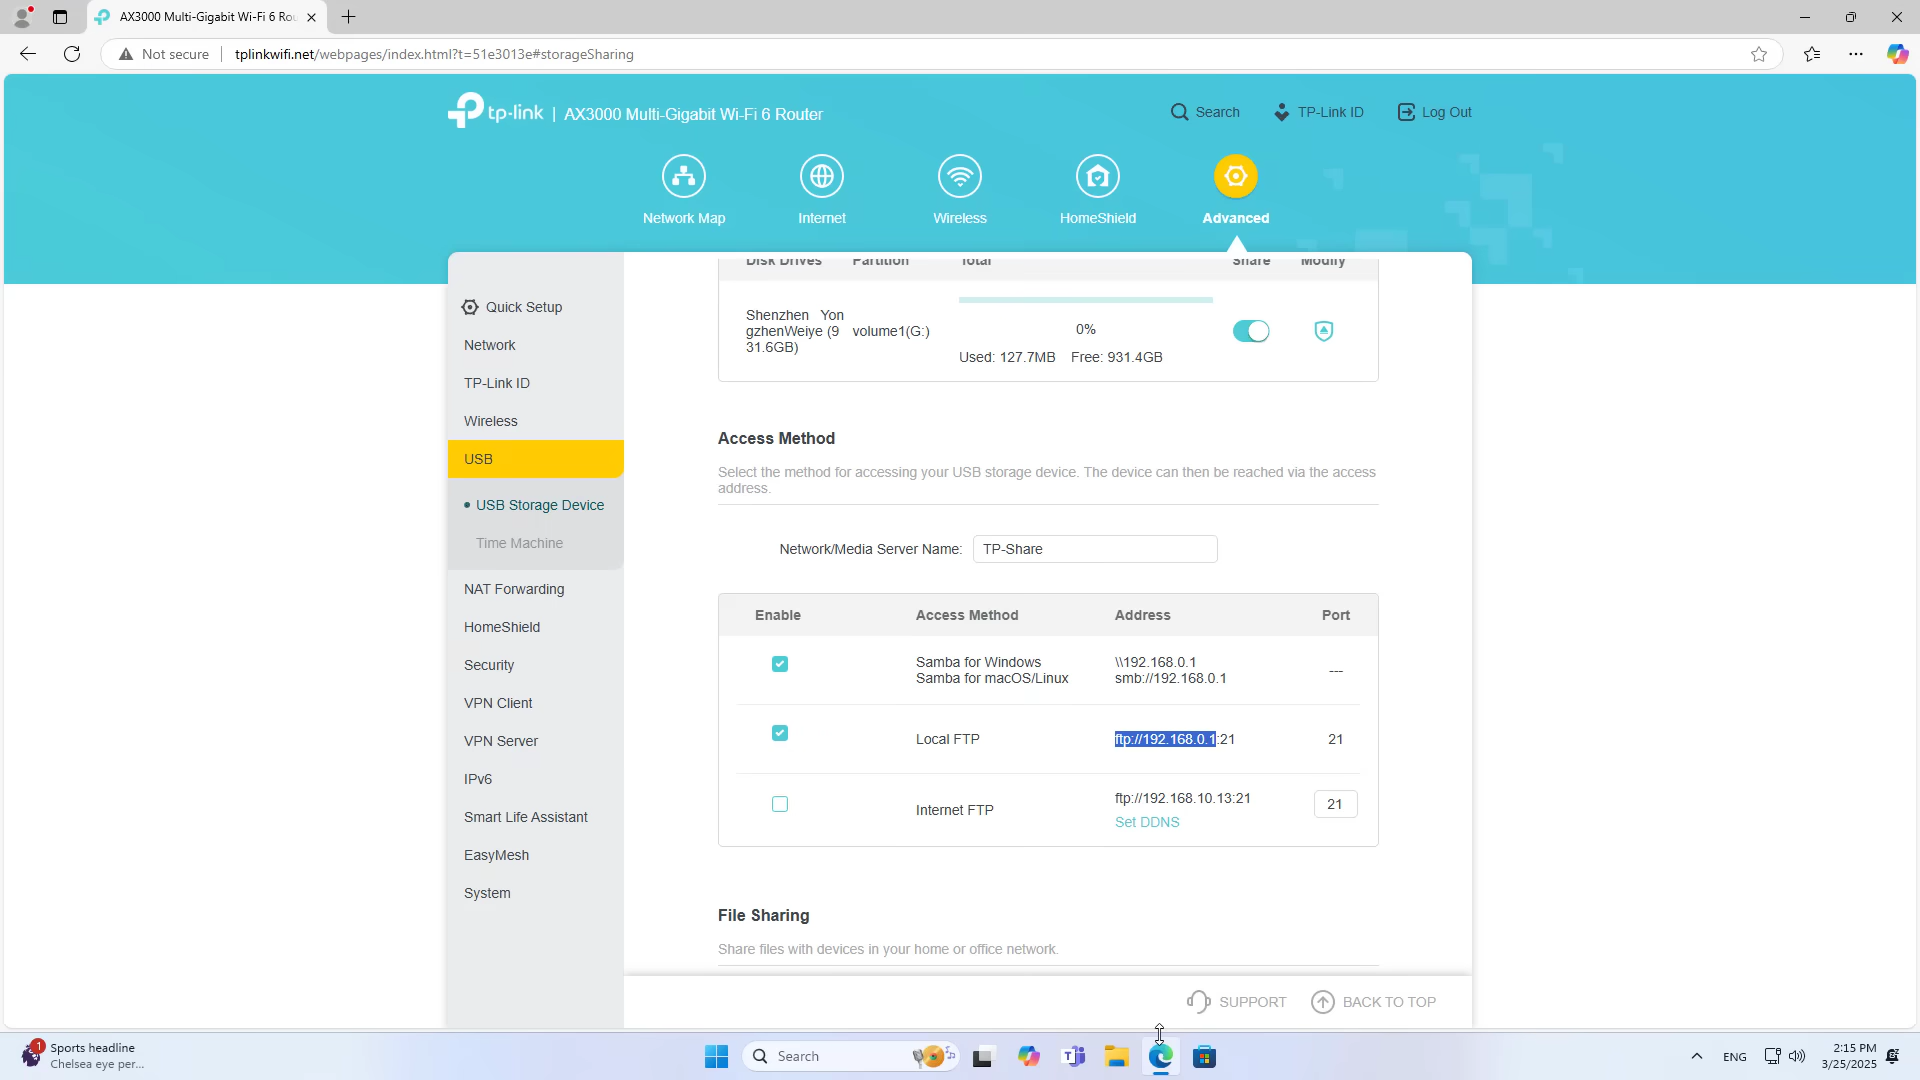 AX3000 Multi-Gigabit Wi-Fi 6 Rou
Not secure
tplinkwifi.net/webpages/index.html?t=51e3013e#storageSharing
tp-link | AX3000 Multi-Gigabit Wi-Fi 6 Router
Search
TP-Link ID
Log Out
Network Map
Internet
Wireless
HomeShield
Advanced
Quick Setup
Network
TP-Link ID
Wireless
USB
USB Storage Device
Time Machine
NAT Forwarding
HomeShield
Security
VPN Client
VPN Server
IPv6
Smart Life Assistant
EasyMesh
System
Disk Drives Partition Total Share Modify
Shenzhen Yon
gzhenWeiye (9
31.6GB)
volume1(G:)
0%
Used: 127.7MB Free: 931.4GB
Access Method
Select the method for accessing your USB storage device. The device can then be reached via the access
address.
Network/Media Server Name: TP-Share
Enable Access Method Address Port
Samba for Windows \\192.168.0.1
Samba for macOS/Linux smb://192.168.0.1
---
Local FTP ftp://192.168.0.1:21 21
Internet FTP ftp://192.168.10.13:21 21
Set DDNS
File Sharing
Share files with devices in your home or office network.
SUPPORT
BACK TO TOP
1
Sports headline
Chelsea eye per...
Search
ENG
2:15 PM
3/25/2025